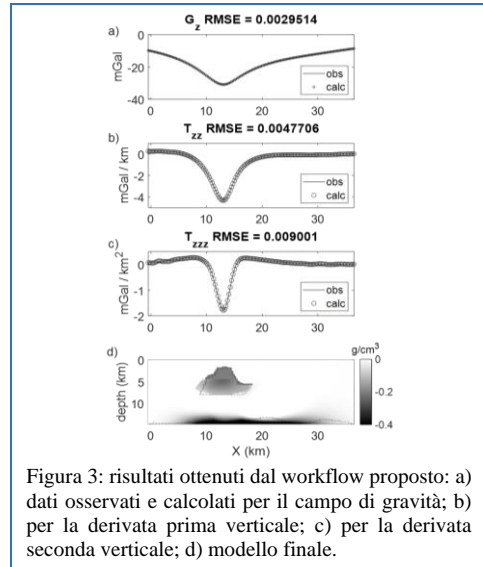 G_z RMSE = 0.0029514
a)
mGal
0
-20
-40
obs
calc
0 10 20 30
T_zz RMSE = 0.0047706
b)
mGal / km
0
-2
-4
obs
calc
0 10 20 30
T_zzz RMSE = 0.009001
c)
mGal / km²
0
-1
-2
obs
calc
0 10 20 30
d)
g/cm³
depth (km)
0
5
10
0
-0.2
-0.4
0 10 20 30
X (km)
Figura 3: risultati ottenuti dal workflow proposto: a)
dati osservati e calcolati per il campo di gravità; b)
per la derivata prima verticale; c) per la derivata
seconda verticale; d) modello finale.